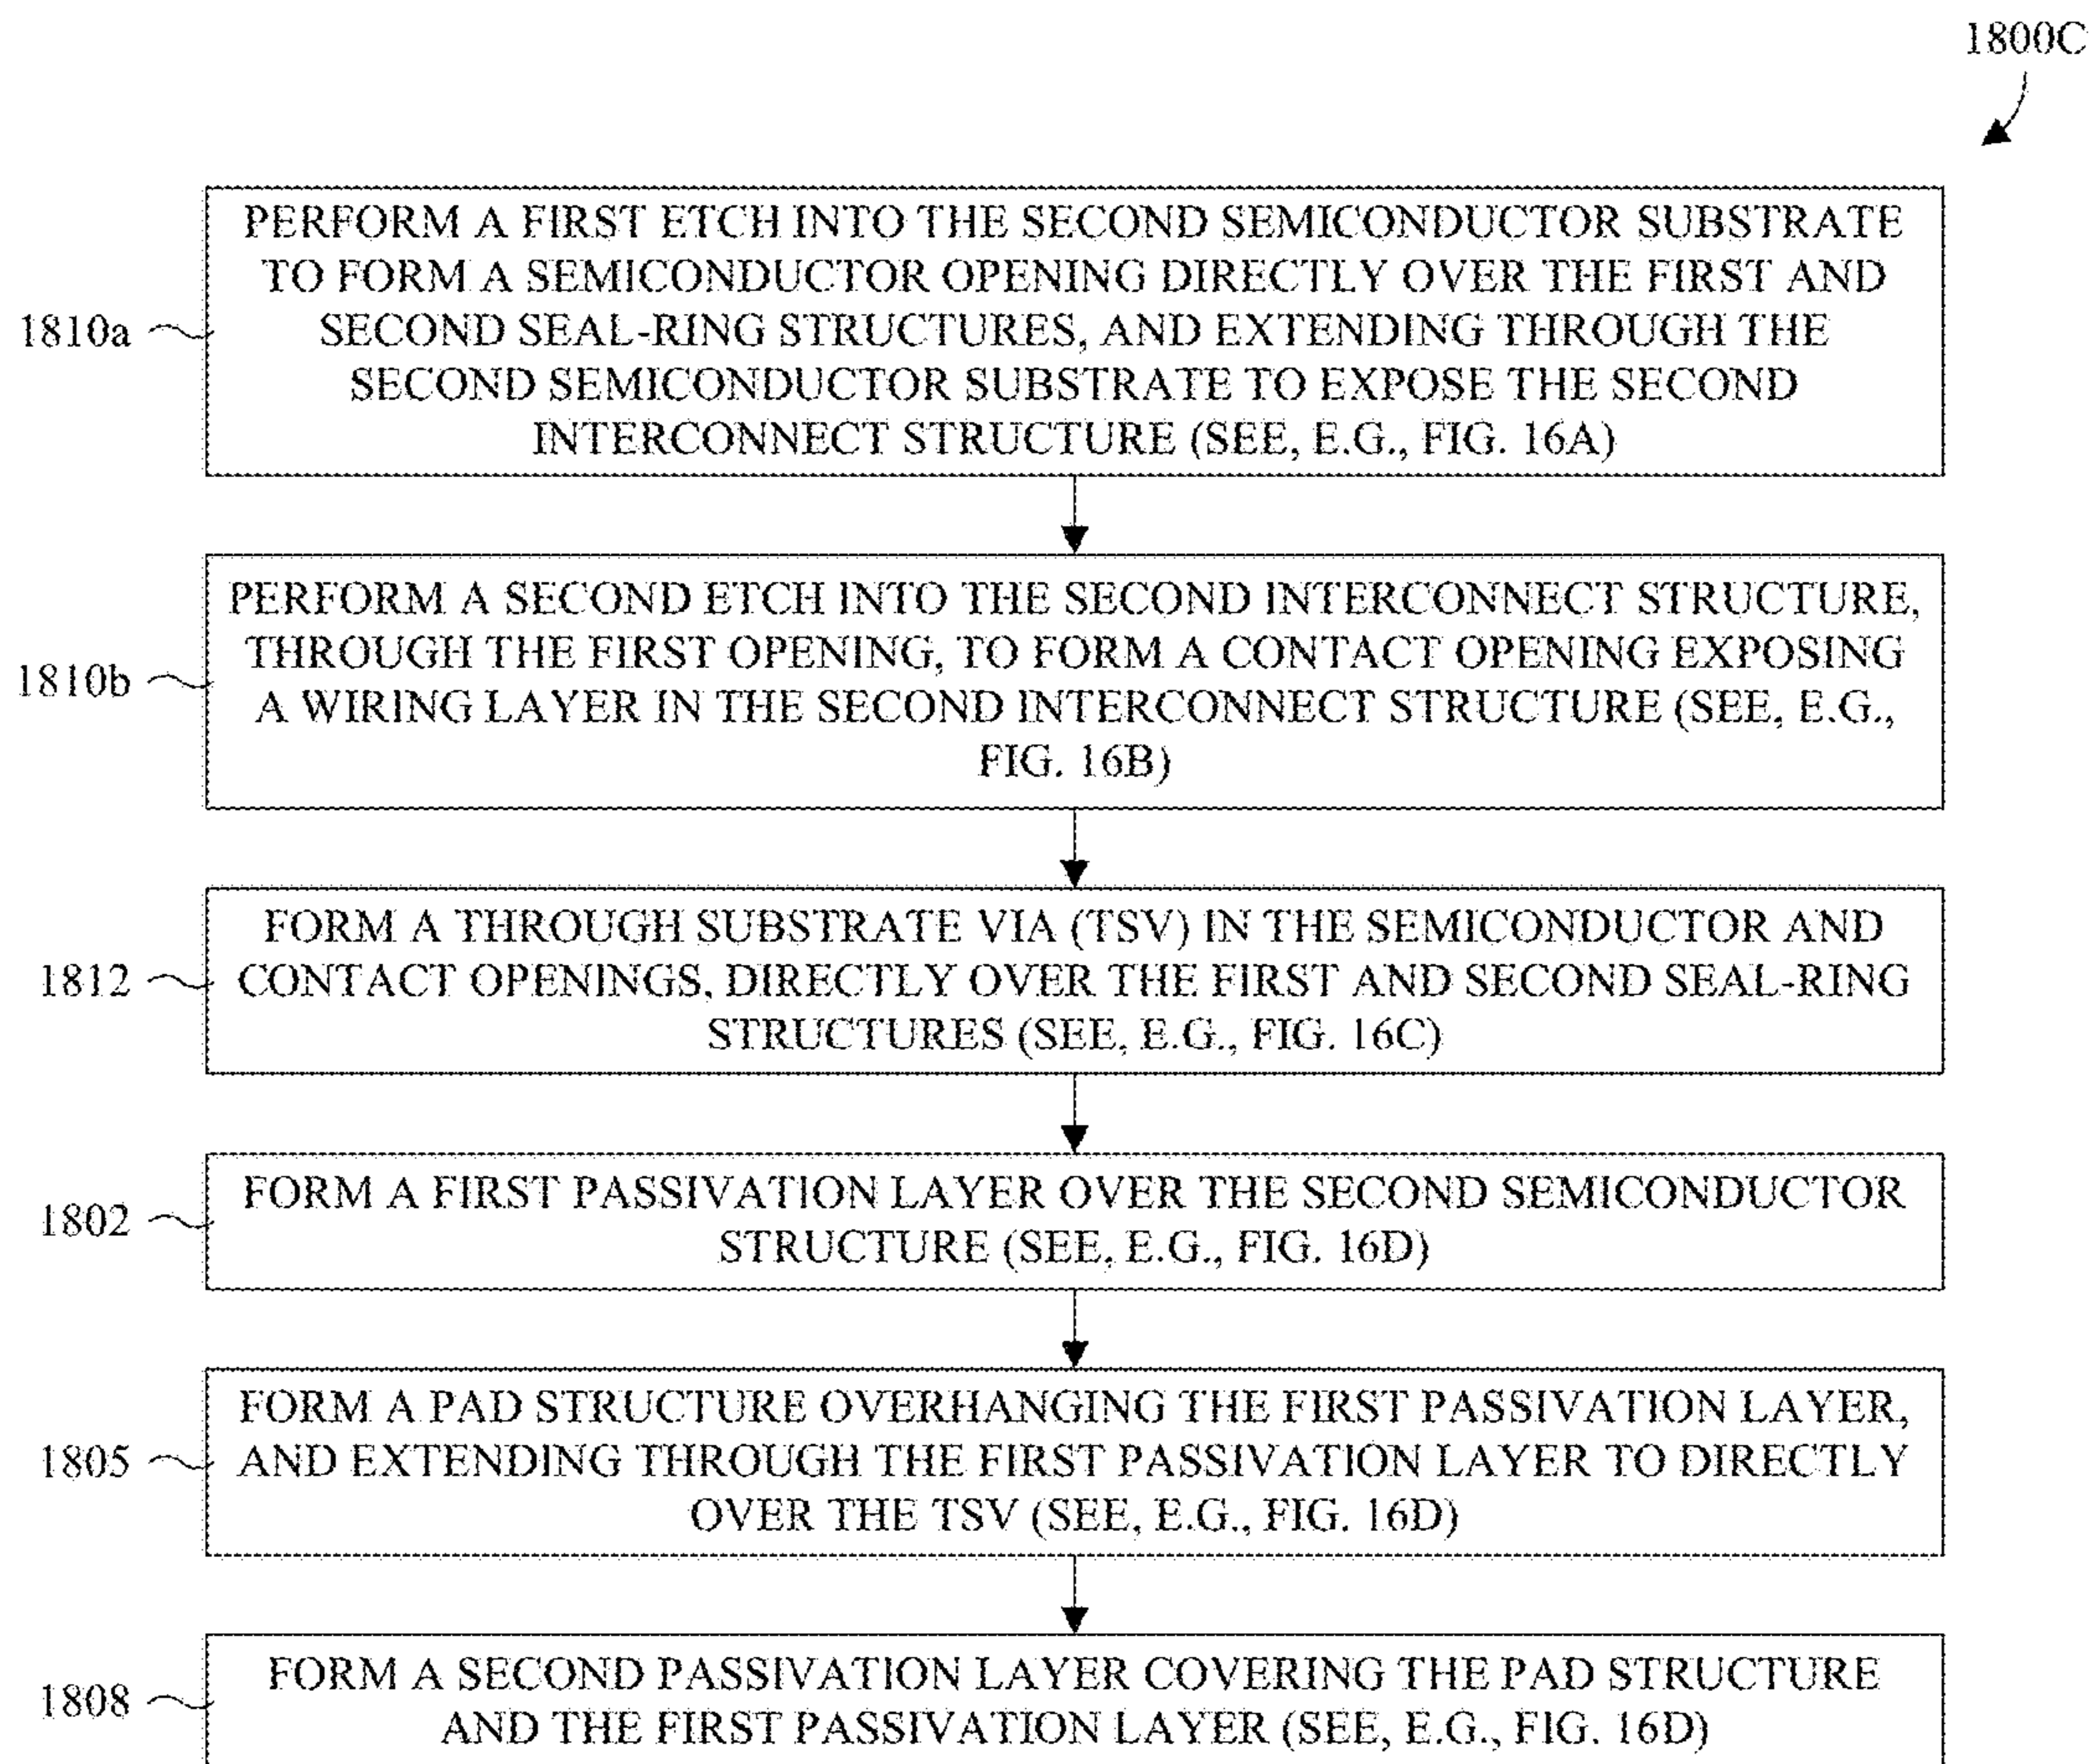 1800C
PERFORM A FIRST ETCH INTO THE SECOND SEMICONDUCTOR SUBSTRATE
TO FORM A SEMICONDUCTOR OPENING DIRECTLY OVER THE FIRST AND
1810a
SECOND SEAL-RING STRUCTURES, AND EXTENDING THROUGH THE
SECOND SEMICONDUCTOR SUBSTRATE TO EXPOSE THE SECOND
INTERCONNECT STRUCTURE (SEE, E.G., FIG. 16A)
PERFORM A SECOND ETCH INTO THE SECOND INTERCONNECT STRUCTURE,
THROUGH THE FIRST OPENING, TO FORM A CONTACT OPENING EXPOSING
1810b
A WIRING LAYER IN THE SECOND INTERCONNECT STRUCTURE (SEE, E.G.,
FIG. 16B)
FORM A THROUGH SUBSTRATE VIA (TSV) IN THE SEMICONDUCTOR AND
1812
CONTACT OPENINGS, DIRECTLY OVER THE FIRST AND SECOND SEAL-RING
STRUCTURES (SEE, E.G., FIG. 16C)
FORM A FIRST PASSIVATION LAYER OVER THE SECOND SEMICONDUCTOR
1802
STRUCTURE (SEE, E.G., FIG. 16D)
FORM A PAD STRUCTURE OVERHANGING THE FIRST PASSIVATION LAYER,
1805
AND EXTENDING THROUGH THE FIRST PASSIVATION LAYER TO DIRECTLY
OVER THE TSV (SEE, E.G., FIG. 16D)
FORM A SECOND PASSIVATION LAYER COVERING THE PAD STRUCTURE
1808
AND THE FIRST PASSIVATION LAYER (SEE, E.G., FIG. 16D)